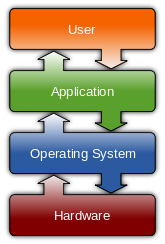 User
Application
Operating System
Hardware